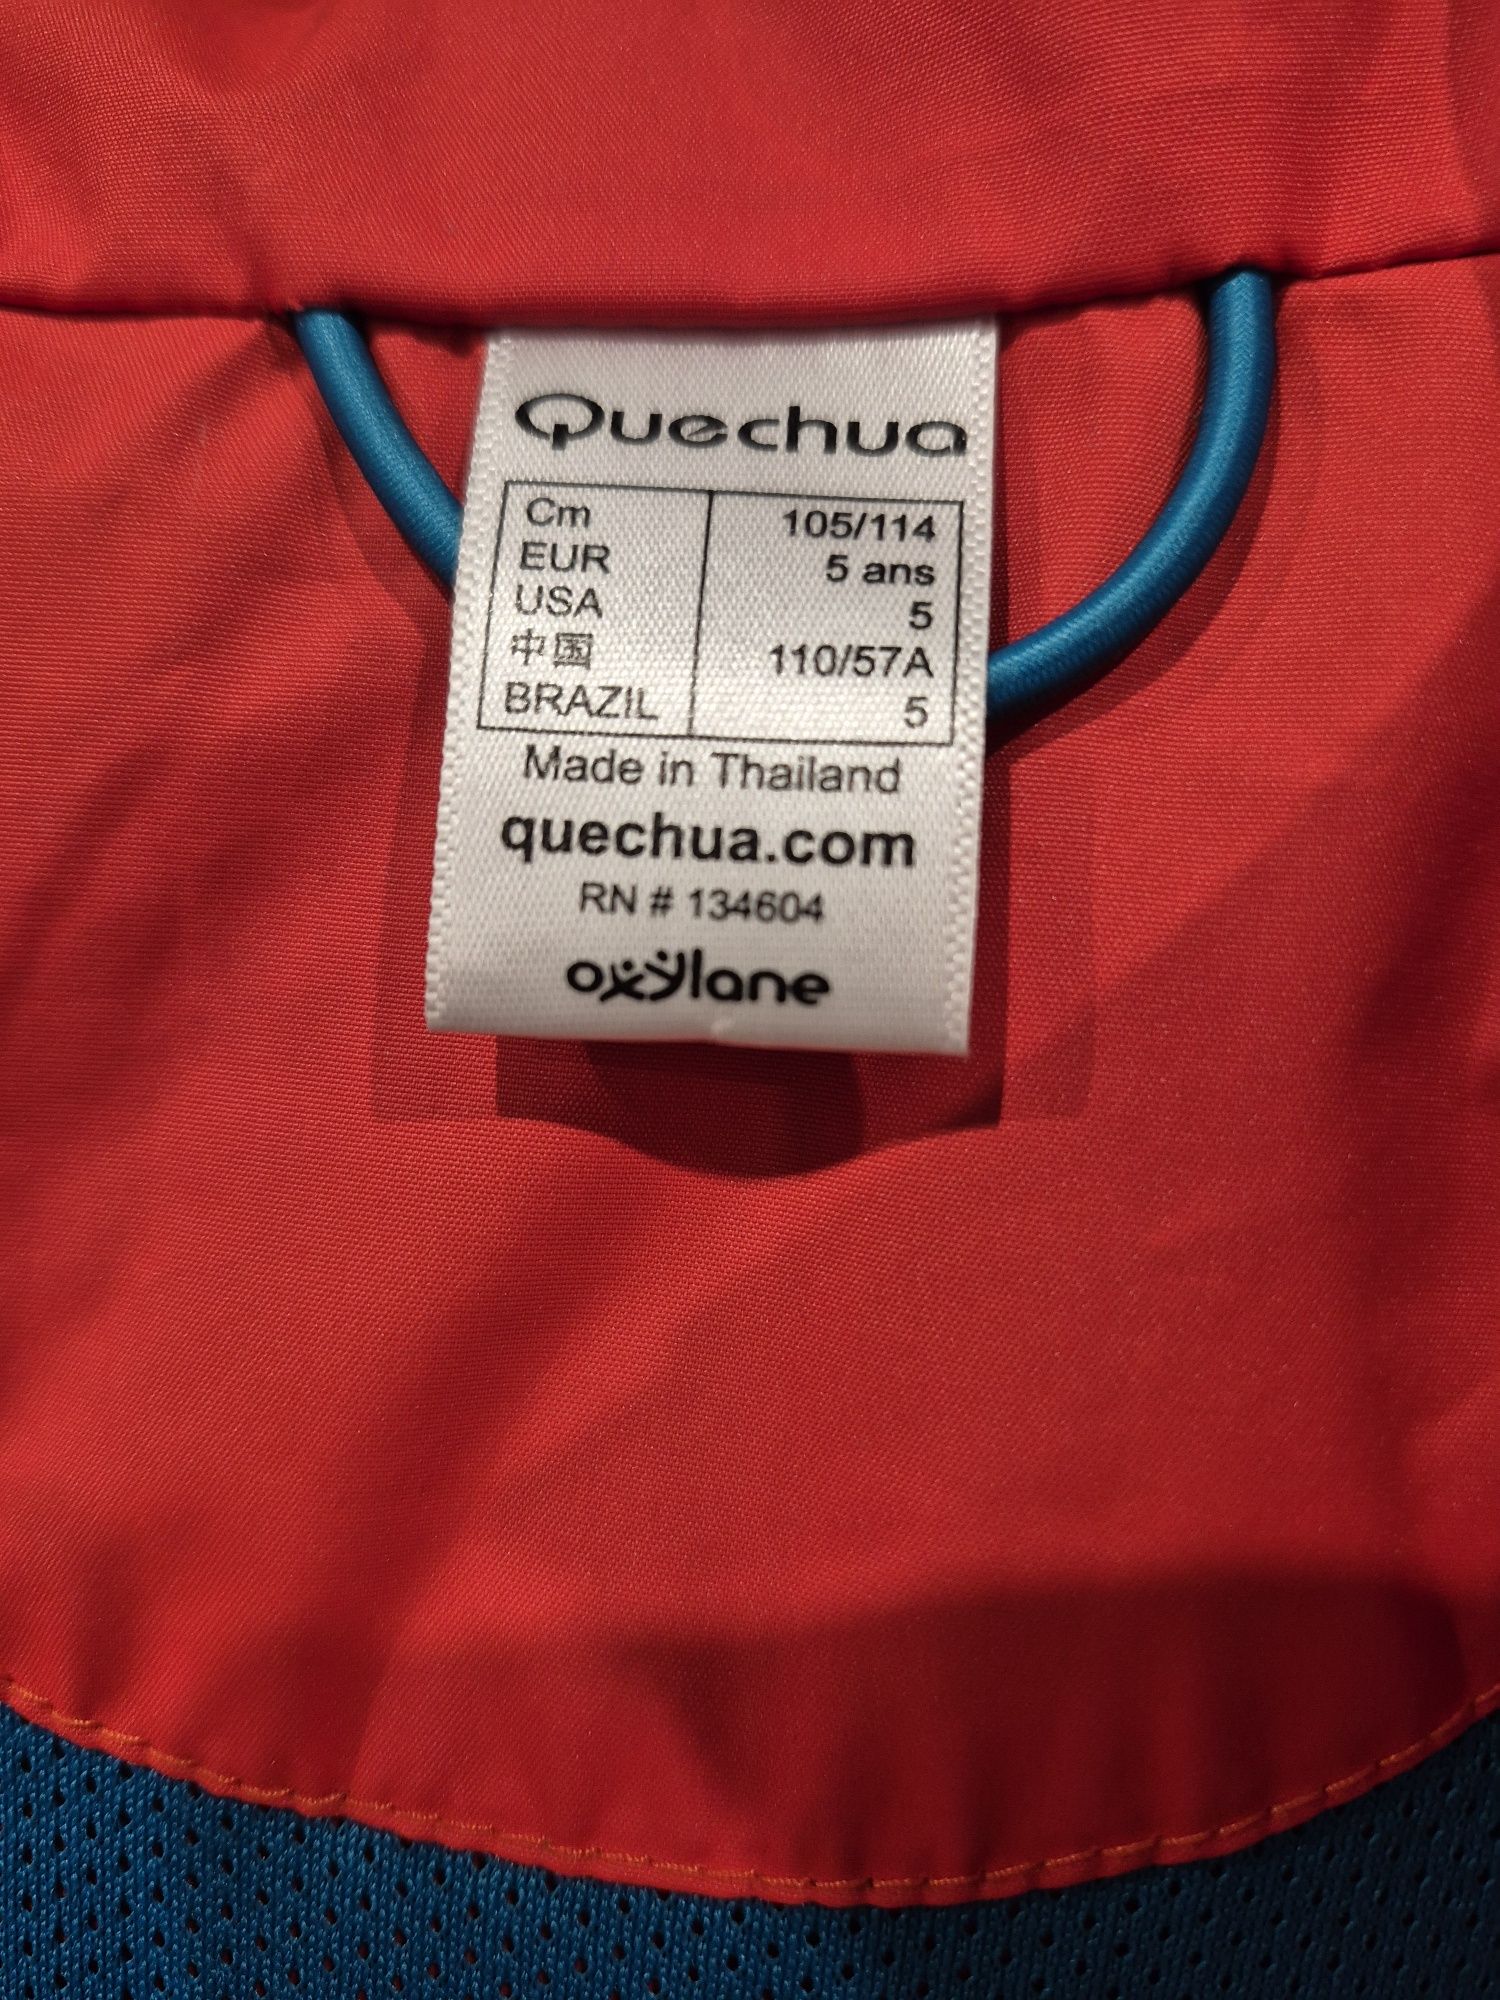 Quechua
Cm 105/114
EUR 5 ans
USA 5
中国 110/57A
BRAZIL 5
Made in Thailand
quechua.com
RN # 134604
oxylane